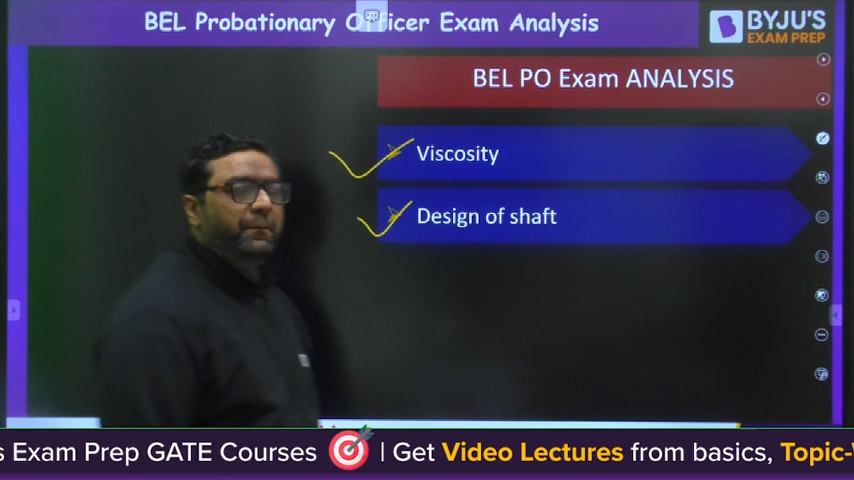 BEL Probationary Officer Exam Analysis
BYJU'S
EXAM PREP
BEL PO Exam ANALYSIS
Viscosity
Design of shaft
s Exam Prep GATE Courses | Get Video Lectures from basics, Topic-